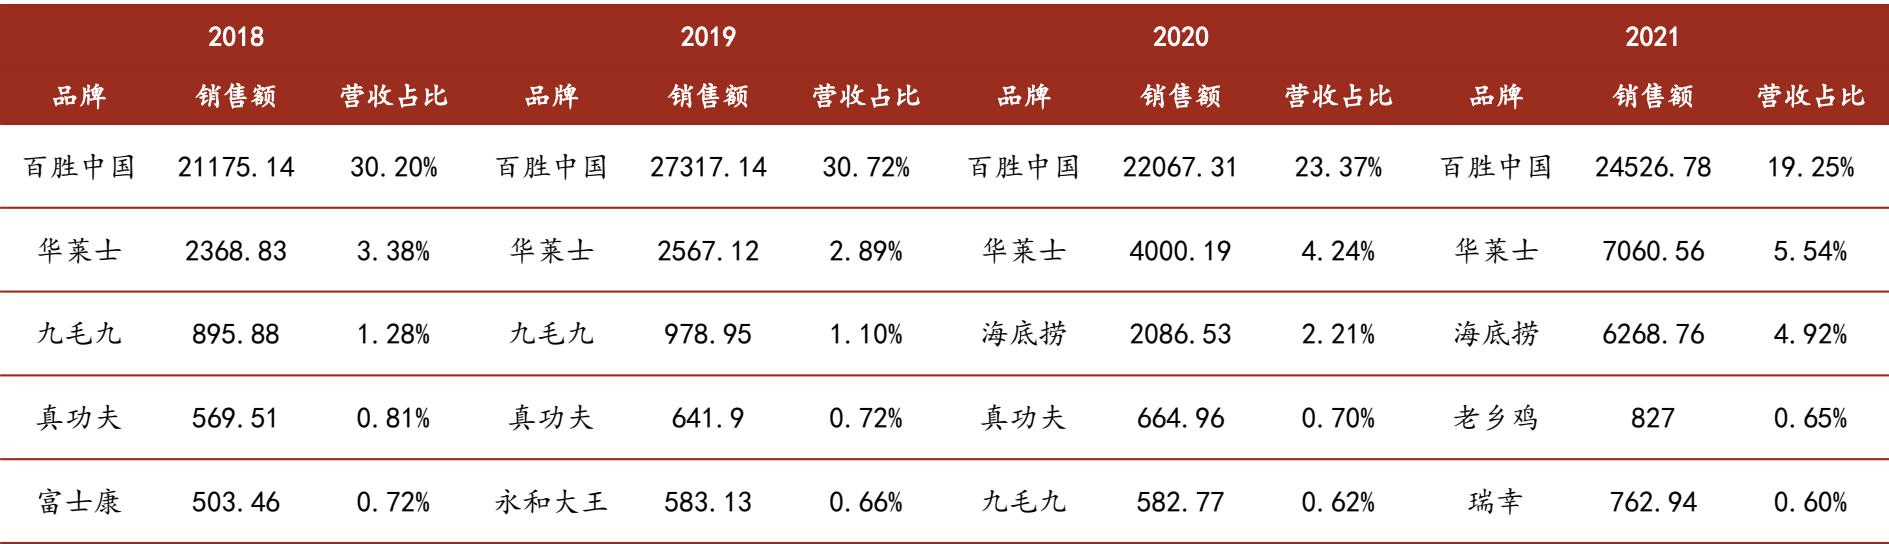 2018 2019 2020 2021
品牌 销售额 营收占比 品牌 销售额 营收占比 品牌 销售额 营收占比 品牌 销售额 营收占比
百胜中国 21175.14 30.20% 百胜中国 27317.14 30.72% 百胜中国 22067.31 23.37% 百胜中国 24526.78 19.25%
华莱士 2368.83 3.38% 华莱士 2567.12 2.89% 华莱士 4000.19 4.24% 华莱士 7060.56 5.54%
九毛九 895.88 1.28% 九毛九 978.95 1.10% 海底捞 2086.53 2.21% 海底捞 6268.76 4.92%
真功夫 569.51 0.81% 真功夫 641.9 0.72% 真功夫 664.96 0.70% 老乡鸡 827 0.65%
富士康 503.46 0.72% 永和大王 583.13 0.66% 九毛九 582.77 0.62% 瑞幸 762.94 0.60%